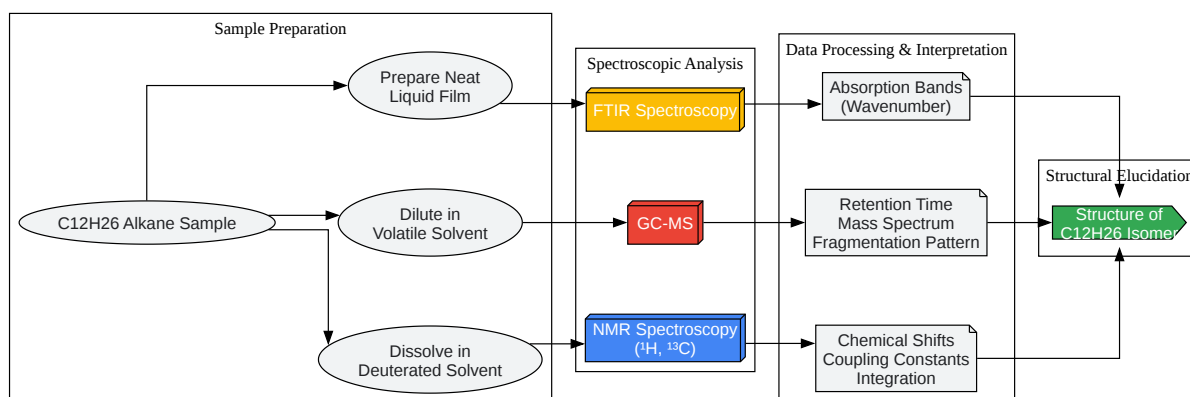 Sample Preparation
Prepare Neat
Liquid Film
C12H26 Alkane Sample
Dilute in
Volatile Solvent
Dissolve in
Deuterated Solvent
Spectroscopic Analysis
FTIR Spectroscopy
GC-MS
NMR Spectroscopy
(¹H, ¹³C)
Data Processing & Interpretation
Absorption Bands
(Wavenumber)
Retention Time
Mass Spectrum
Fragmentation Pattern
Chemical Shifts
Coupling Constants
Integration
Structural Elucidation
Structure of
C12H26 Isomer